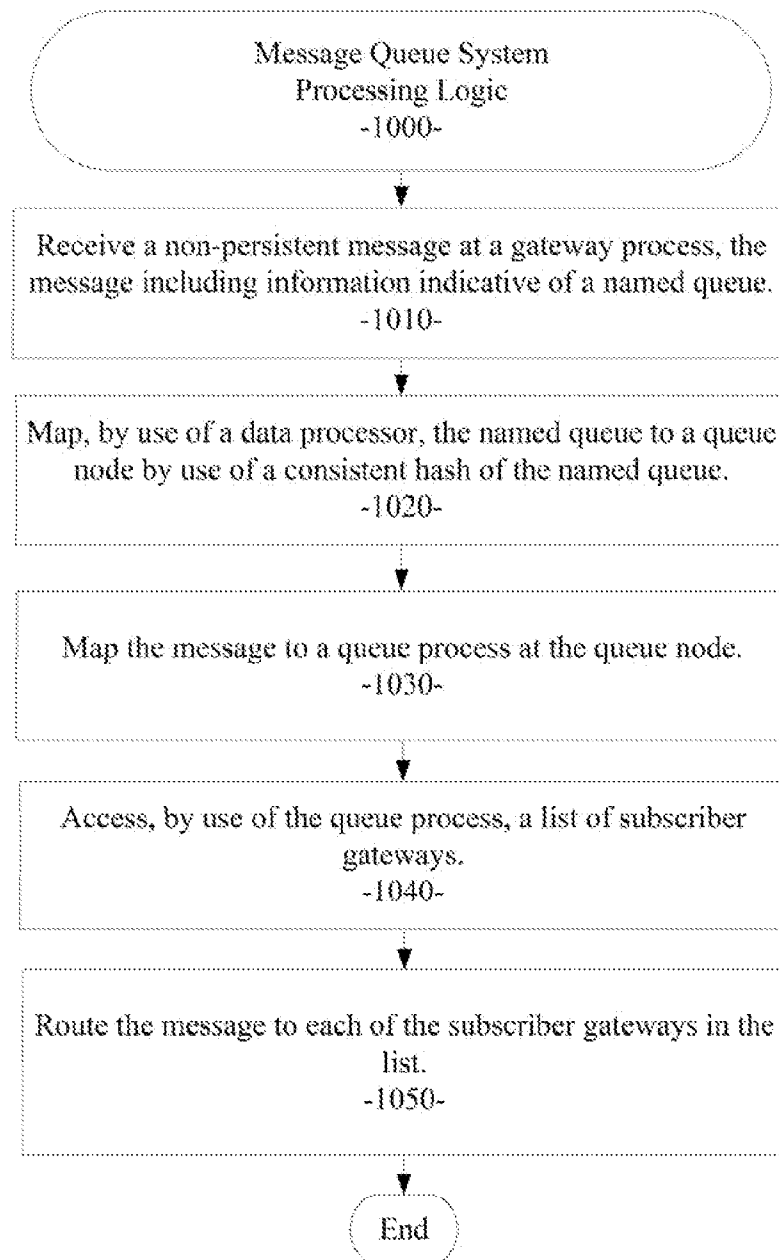 Message Queue System
Processing Logic
-1000-
Receive a non-persistent message at a gateway process, the
message including information indicative of a named queue.
-1010-
Map, by use of a data processor, the named queue to a queue
node by use of a consistent hash of the named queue.
-1020-
Map the message to a queue process at the queue node.
-1030-
Access, by use of the queue process, a list of subscriber
gateways.
-1040-
Route the message to each of the subscriber gateways in the
list.
-1050-
End